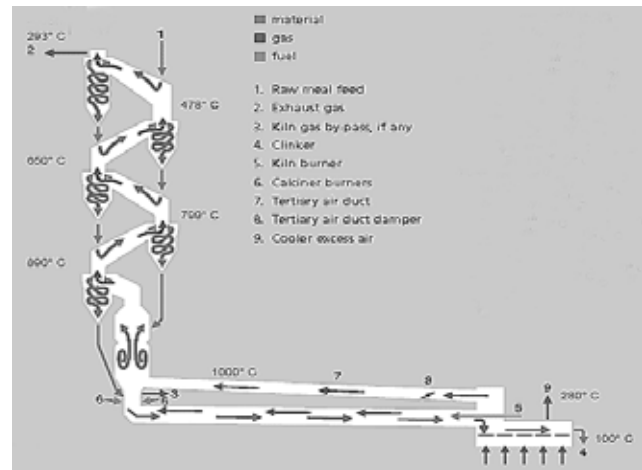 material
gas
fuel
293° C
2
1
1. Raw meal feed
2. Exhaust gas
3. Kiln gas by-pass, if any
4. Clinker
5. Kiln burner
6. Calciner burners
7. Tertiary air duct
8. Tertiary air duct damper
9. Cooler excess air
478° C
650° C
799° C
890° C
1000° C
7
8
9
280° C
6
3
5
100° C
4